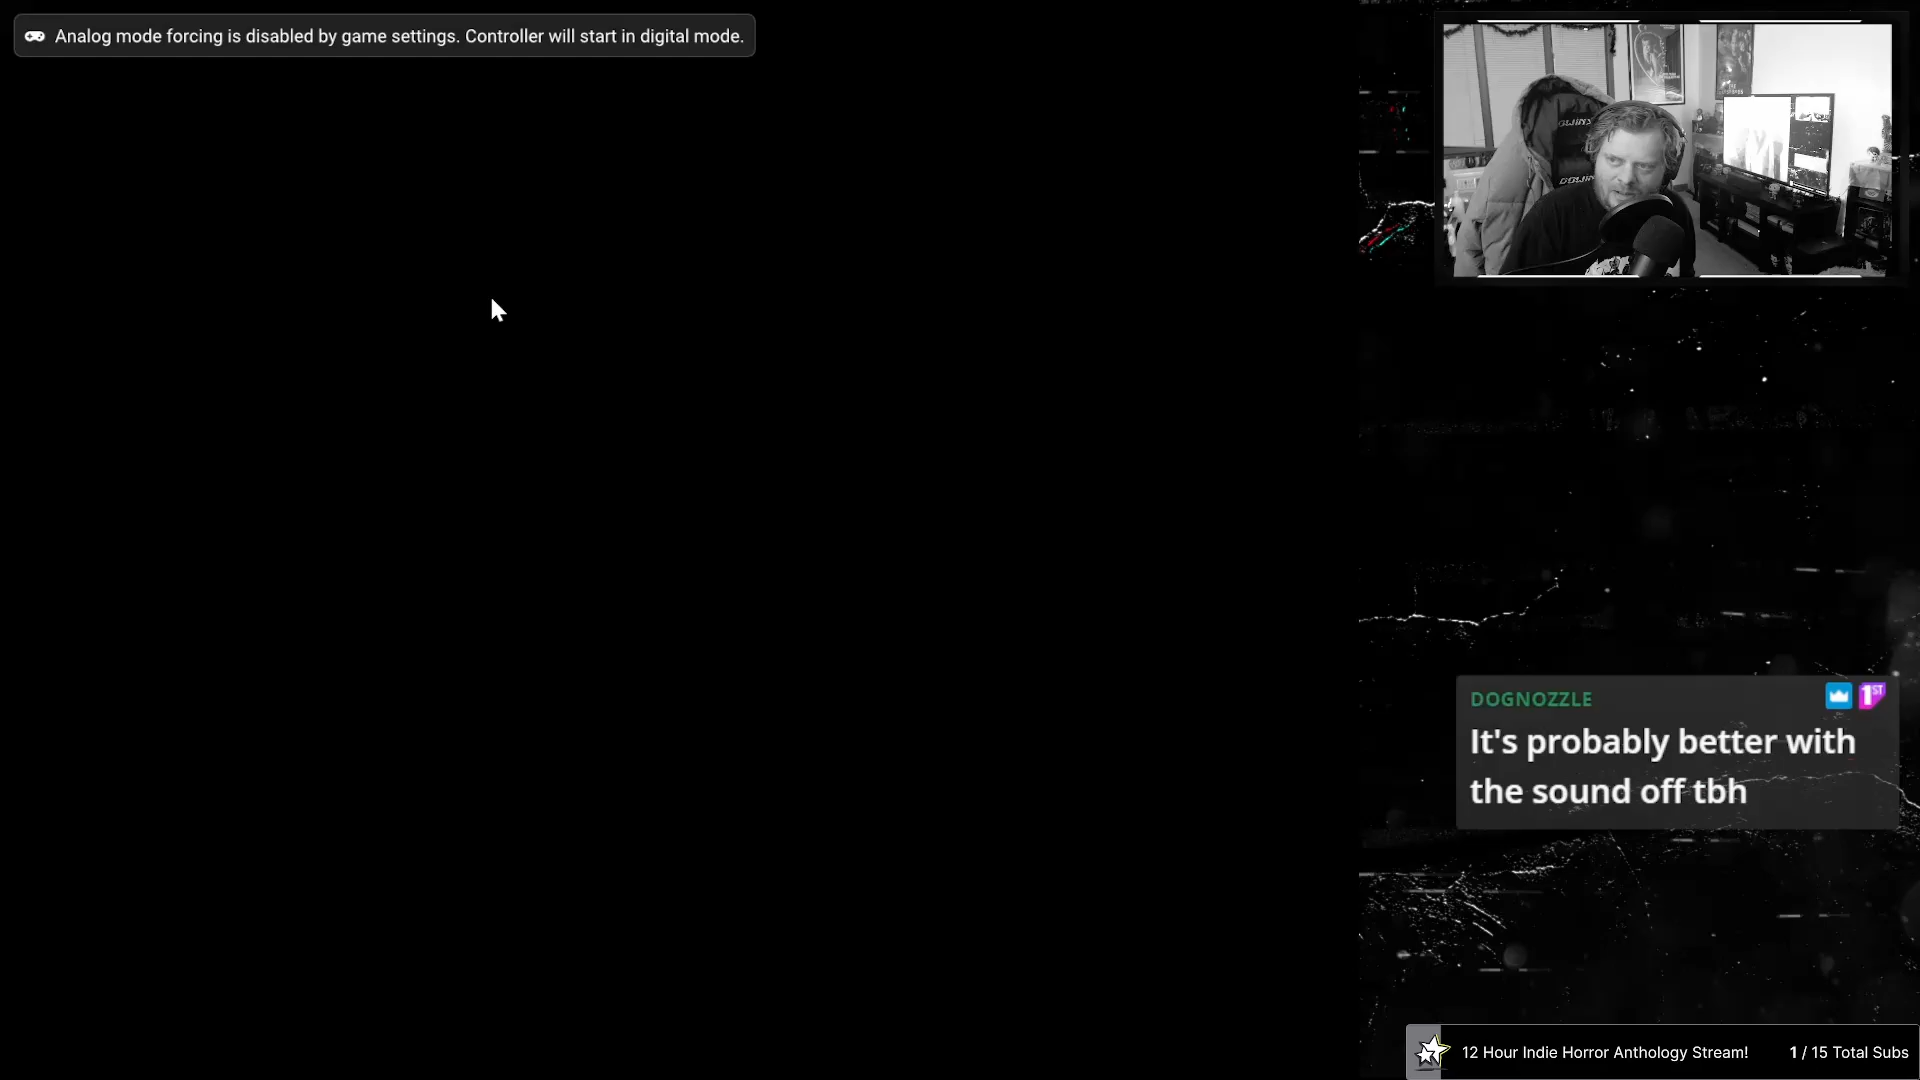 Analog mode forcing is disabled by game settings. Controller will start in digital mode.
DOGNOZZLE
1ST
It's probably better with
the sound off tbh
12 Hour Indie Horror Anthology Stream! 1 / 15 Total Subs